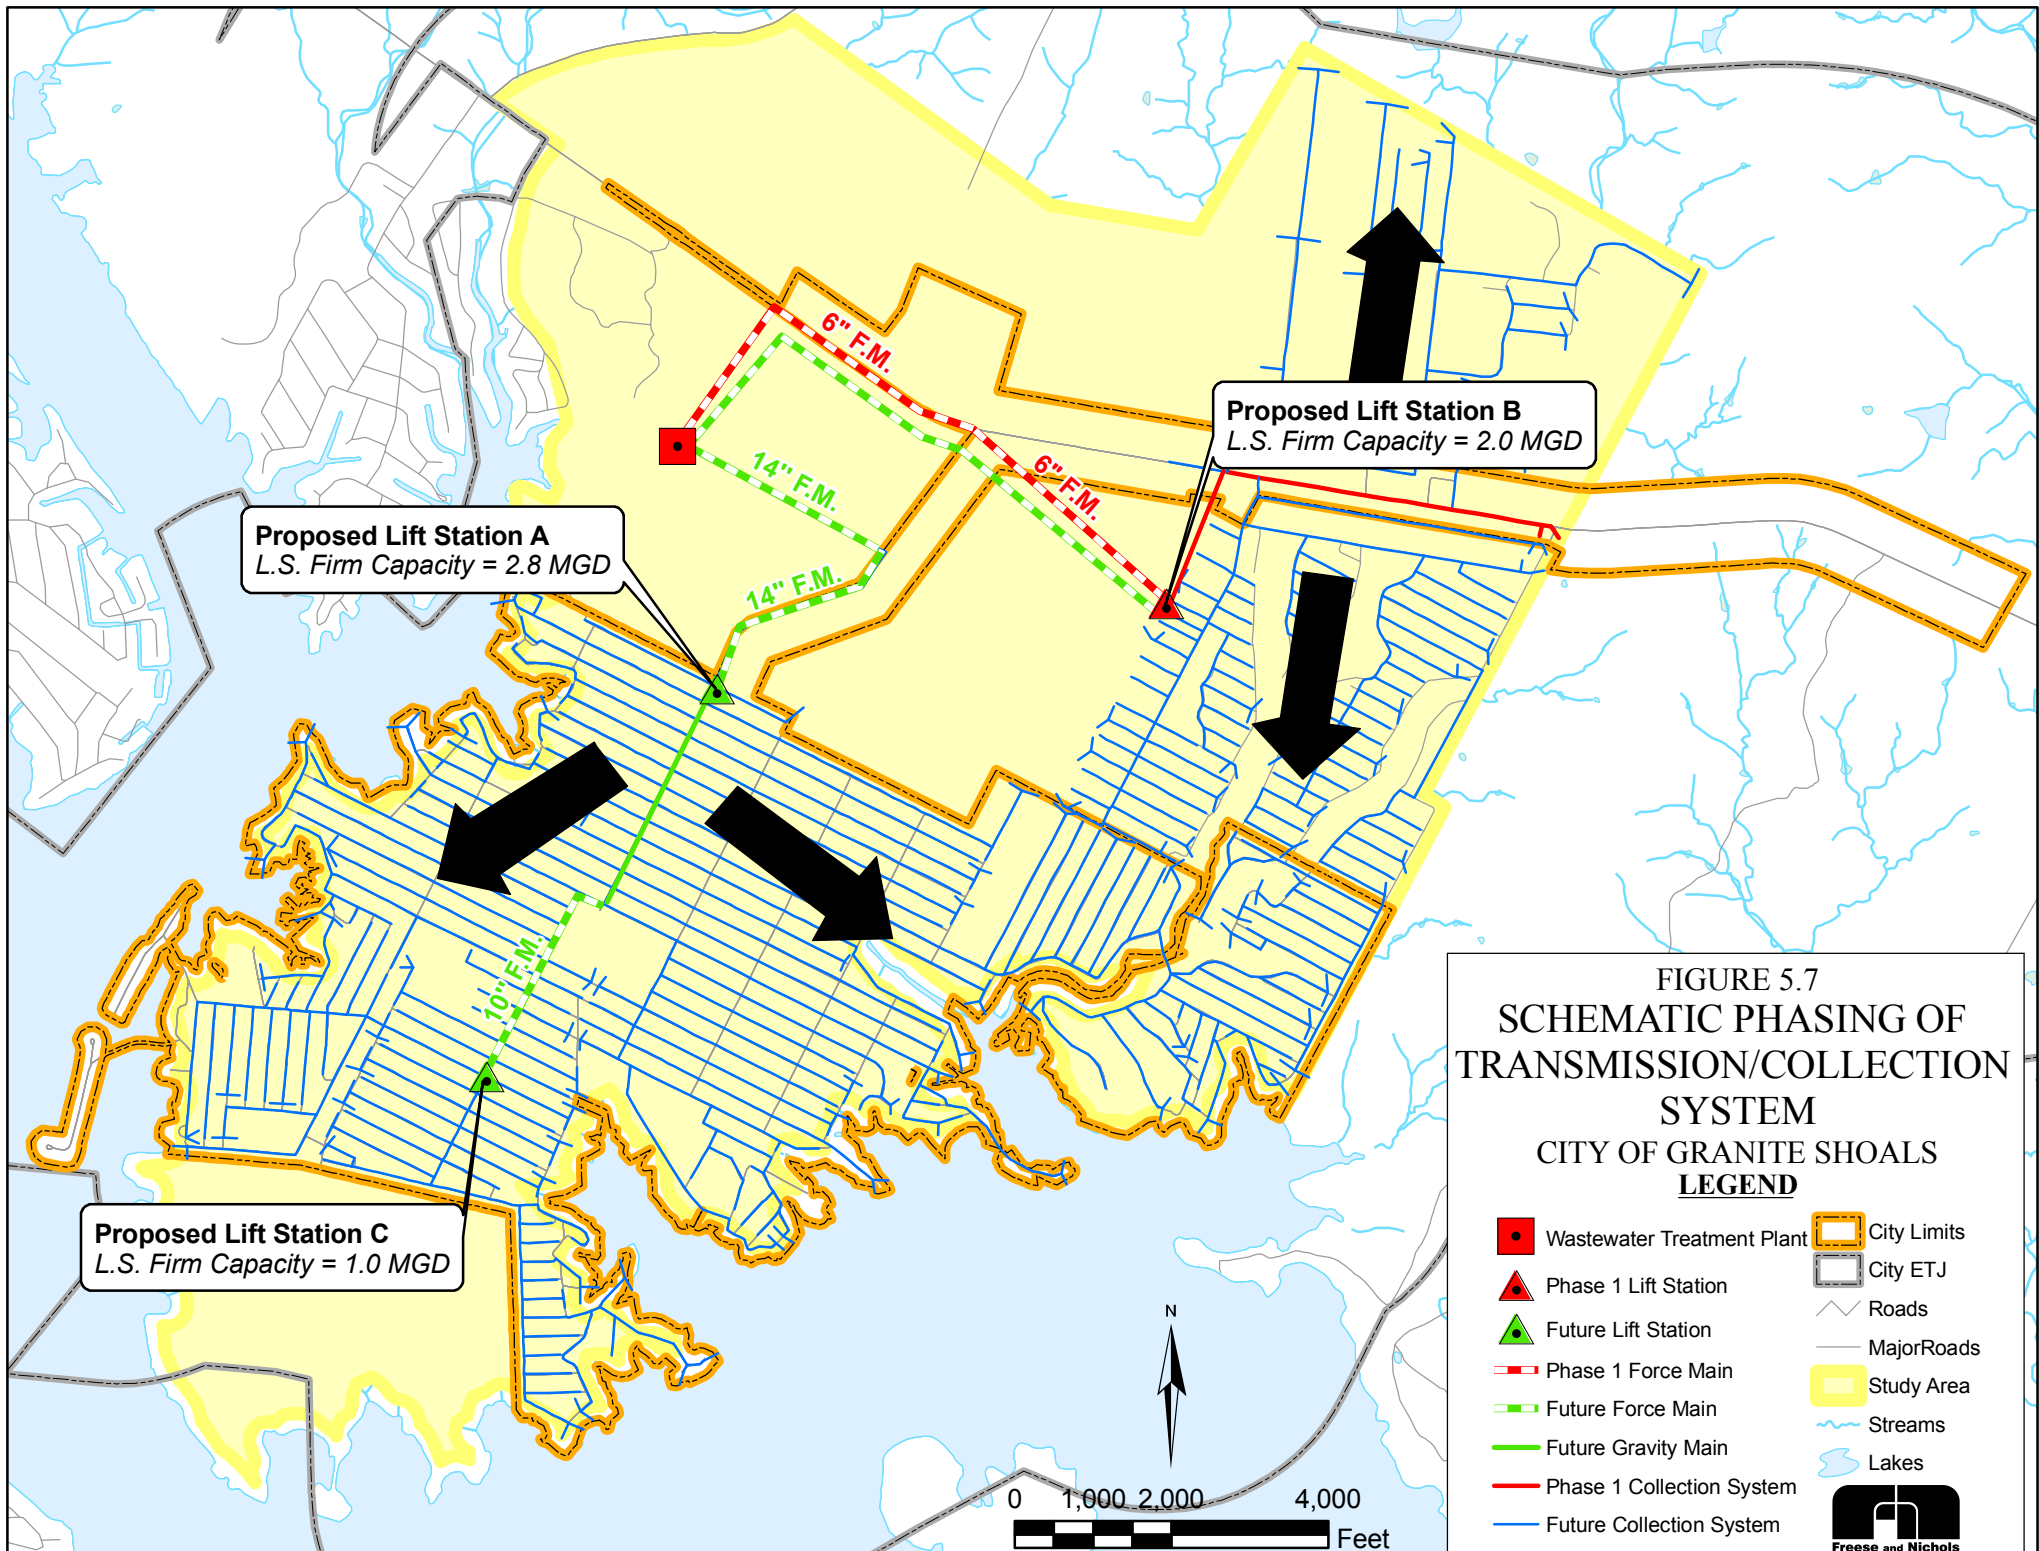 6" F.M.
Proposed Lift Station B
L.S. Firm Capacity = 2.0 MGD
6" F.M.
14" F.M.
Proposed Lift Station A
L.S. Firm Capacity = 2.8 MGD
14" F.M.
10" F.M.
Proposed Lift Station C
L.S. Firm Capacity = 1.0 MGD
FIGURE 5.7
SCHEMATIC PHASING OF
TRANSMISSION/COLLECTION
SYSTEM
CITY OF GRANITE SHOALS
LEGEND
Wastewater Treatment Plant
Phase 1 Lift Station
Future Lift Station
Phase 1 Force Main
Future Force Main
Future Gravity Main
Phase 1 Collection System
Future Collection System
City Limits
City ETJ
Roads
MajorRoads
Study Area
Streams
Lakes
Freese and Nichols
N
0 1,000 2,000 4,000
Feet